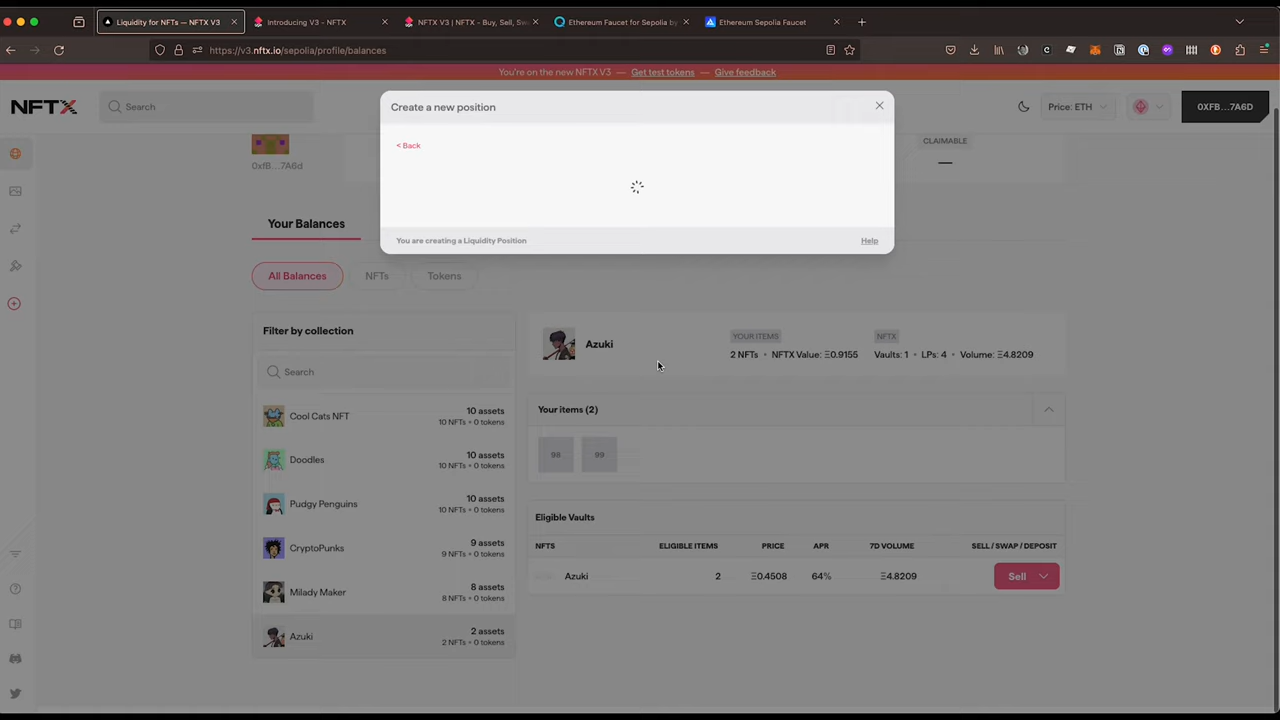 Liquidity for NFTs — NFTX V3
Introducing V3 - NFTX
NFTX V3 | NFTX - Buy, Sell, Sw
Ethereum Faucet for Sepolia by
Ethereum Sepolia Faucet
https://v3.nftx.io/sepolia/profile/balances
You're on the new NFTX V3 — Get test tokens — Give feedback
NFTX
Search
Price: ETH
0XFB...7A6D
Create a new position
< Back
You are creating a Liquidity Position
Help
0xfB...7A6d
CLAIMABLE
—
Your Balances
All Balances
NFTs
Tokens
Filter by collection
Search
Cool Cats NFT
10 assets
10 NFTs + 0 tokens
Doodles
10 assets
10 NFTs + 0 tokens
Pudgy Penguins
10 assets
10 NFTs + 0 tokens
CryptoPunks
9 assets
9 NFTs + 0 tokens
Milady Maker
8 assets
8 NFTs + 0 tokens
Azuki
2 assets
2 NFTs + 0 tokens
Azuki
YOUR ITEMS
2 NFTs • NFTX Value: Ξ0.9155
NFTX
Vaults: 1 • LPs: 4 • Volume: Ξ4.8209
Your items (2)
98 99
Eligible Vaults
NFTS ELIGIBLE ITEMS PRICE APR 7D VOLUME SELL / SWAP / DEPOSIT
Azuki 2 Ξ0.4508 64% Ξ4.8209 Sell